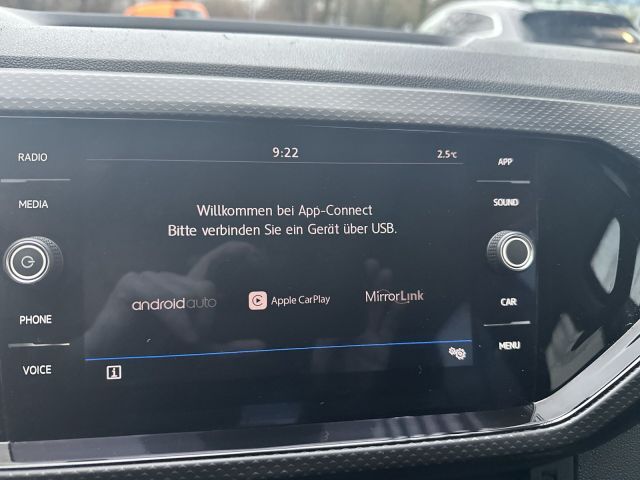 9:22
2.5°C
RADIO
MEDIA
PHONE
VOICE
Willkommen bei App-Connect
Bitte verbinden Sie ein Gerät über USB.
androidauto
Apple CarPlay
MirrorLink
i
APP
SOUND
CAR
MENU